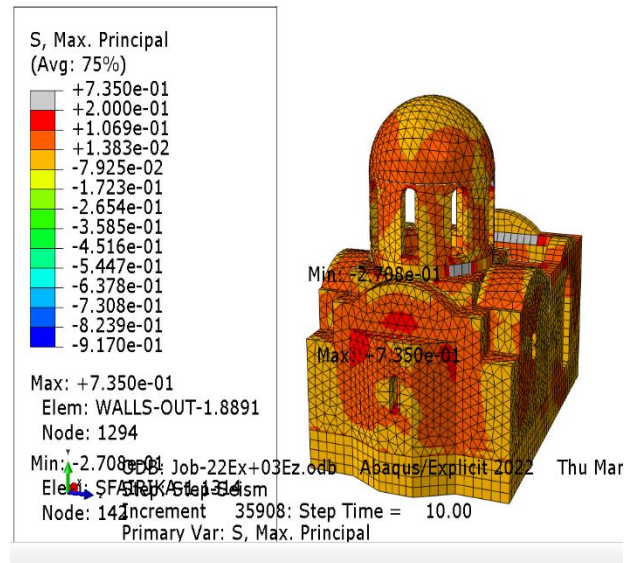 S, Max. Principal
(Avg: 75%)
+7.350e-01
+2.000e-01
+1.069e-01
+1.383e-02
-7.925e-02
-1.723e-01
-2.654e-01
-3.585e-01
-4.516e-01
-5.447e-01
-6.378e-01
-7.308e-01
-8.239e-01
-9.170e-01
Max: +7.350e-01
Elem: WALLS-OUT-1.8891
Node: 1294
Min: -2.708e-01
Elem: SFAIRIKA-1.1314
Node: 142
Min: -2.708e-01
Max: +7.350e-01
Y
ODB: Job-22Ex+03Ez.odb Abaqus/Explicit 2022 Thu Mar
Step: Step-Seism
Increment 35908: Step Time = 10.00
Primary Var: S, Max. Principal